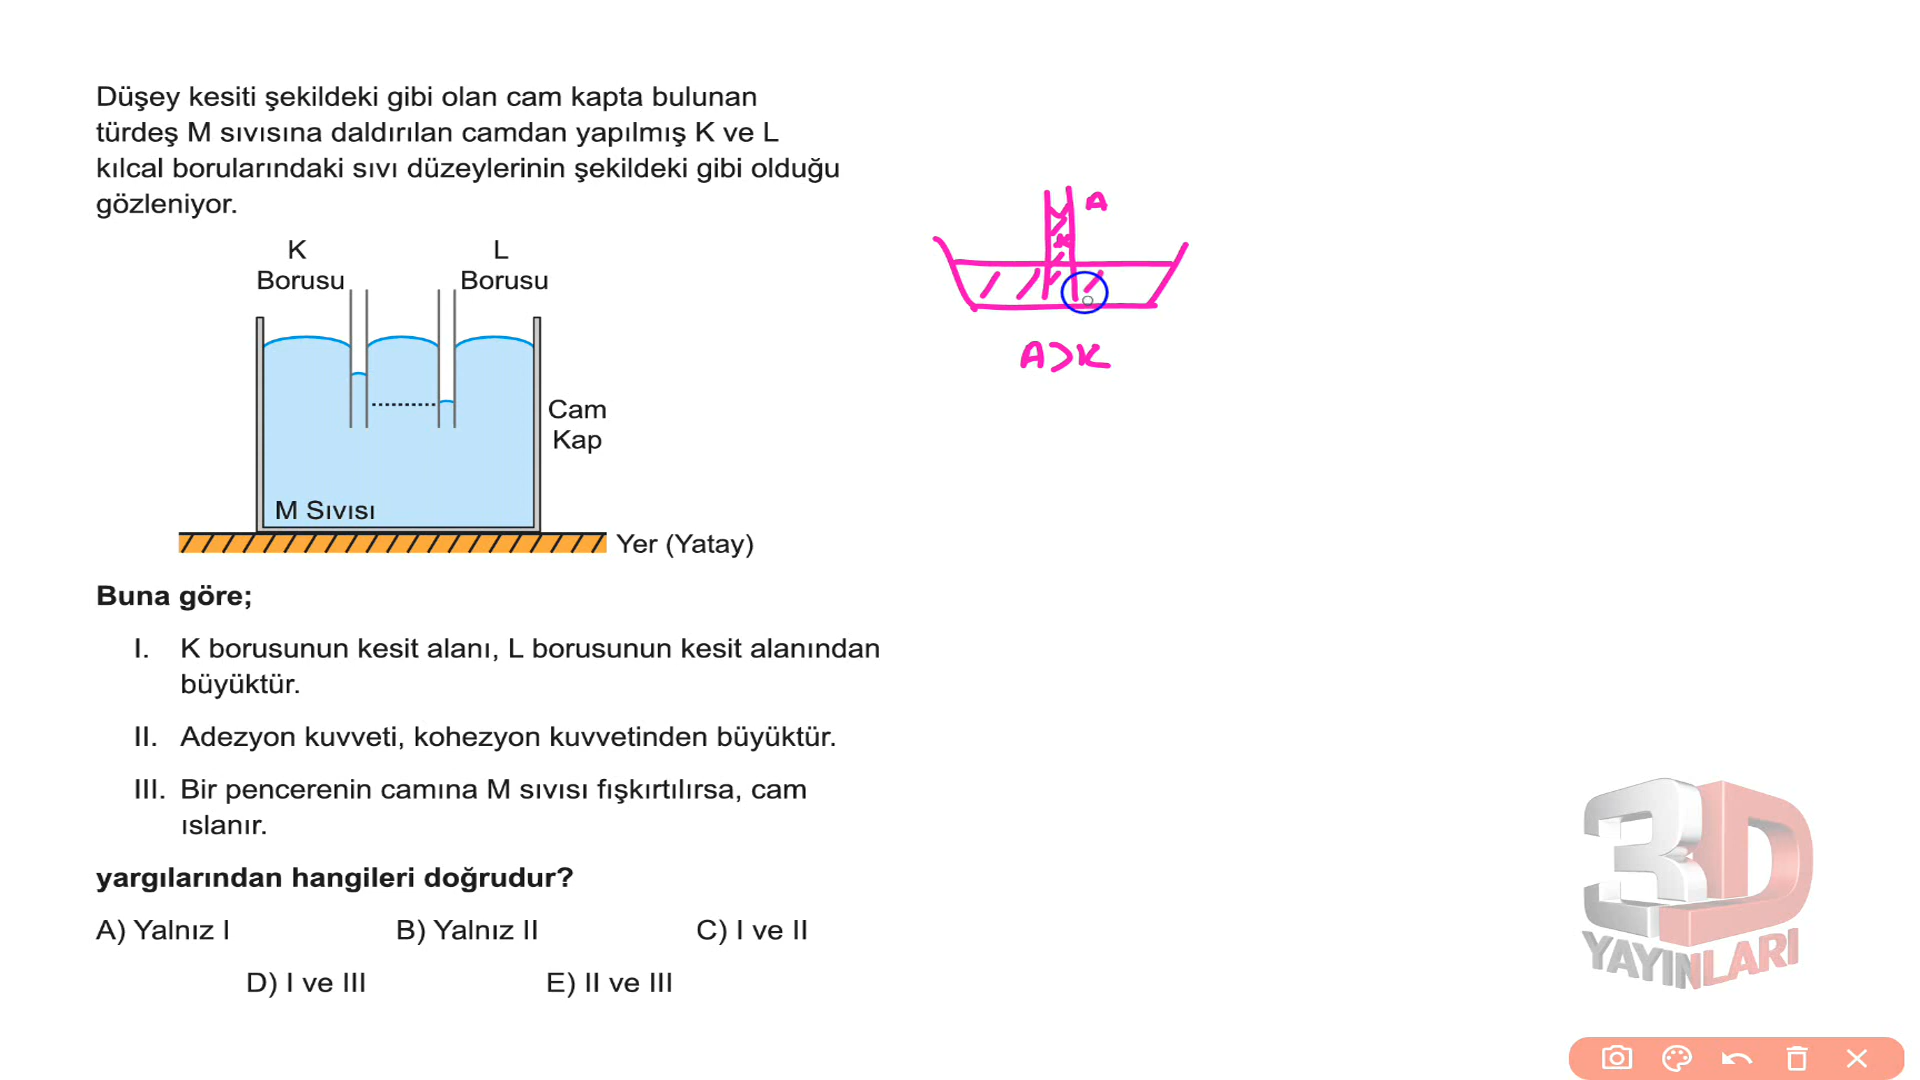 Düşey kesiti şekildeki gibi olan cam kapta bulunan
türdeş M sıvısına daldırılan camdan yapılmış K ve L
kılcal borularındaki sıvı düzeylerinin şekildeki gibi olduğu
gözleniyor.
K
Borusu
L
Borusu
Cam
Kap
M Sıvısı
Yer (Yatay)
Buna göre;
I. K borusunun kesit alanı, L borusunun kesit alanından
büyüktür.
II. Adezyon kuvveti, kohezyon kuvvetinden büyüktür.
III. Bir pencerenin camına M sıvısı fışkırtılırsa, cam
ıslanır.
yargılarından hangileri doğrudur?
A) Yalnız I B) Yalnız II C) I ve II
D) I ve III E) II ve III
A
K
A>K
3D
YAYINLARI